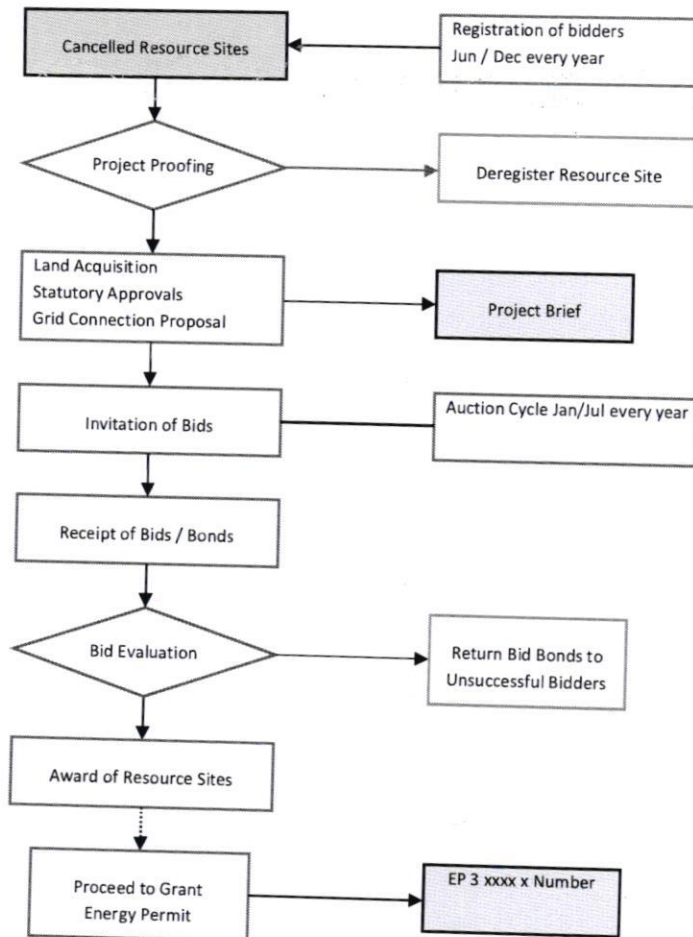 Cancelled Resource Sites
Registration of bidders
Jun / Dec every year
Project Proofing
Deregister Resource Site
Land Acquisition
Statutory Approvals
Grid Connection Proposal
Project Brief
Invitation of Bids
Auction Cycle Jan/Jul every year
Receipt of Bids / Bonds
Bid Evaluation
Return Bid Bonds to
Unsuccessful Bidders
Award of Resource Sites
Proceed to Grant
Energy Permit
EP 3 xxxx x Number